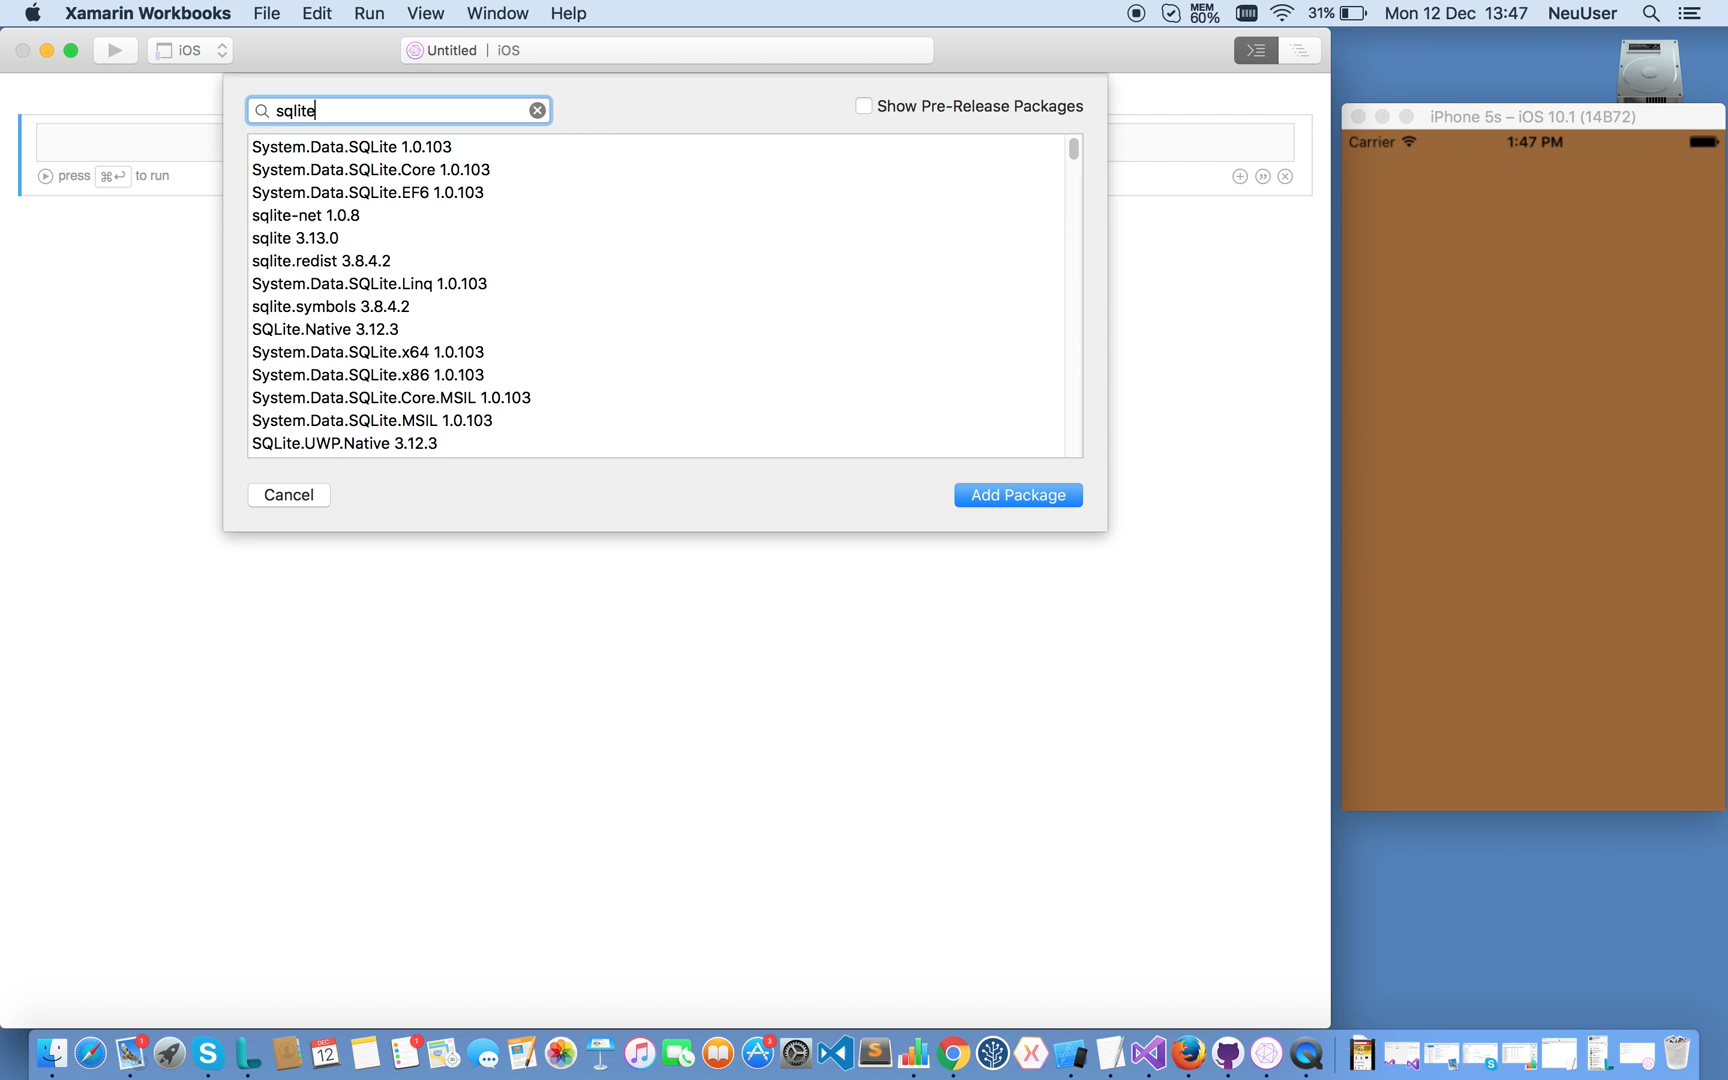 Xamarin Workbooks File Edit Run View Window Help MEM 60% 31% Mon 12 Dec 13:47 NeuUser
iOS Untitled | iOS
sqlite Show Pre-Release Packages
iPhone 5s – iOS 10.1 (14B72)
Carrier 1:47 PM
press ⌘↩ to run
System.Data.SQLite 1.0.103
System.Data.SQLite.Core 1.0.103
System.Data.SQLite.EF6 1.0.103
sqlite-net 1.0.8
sqlite 3.13.0
sqlite.redist 3.8.4.2
System.Data.SQLite.Linq 1.0.103
sqlite.symbols 3.8.4.2
SQLite.Native 3.12.3
System.Data.SQLite.x64 1.0.103
System.Data.SQLite.x86 1.0.103
System.Data.SQLite.Core.MSIL 1.0.103
System.Data.SQLite.MSIL 1.0.103
SQLite.UWP.Native 3.12.3
Cancel Add Package
1 DEC 12 1 3